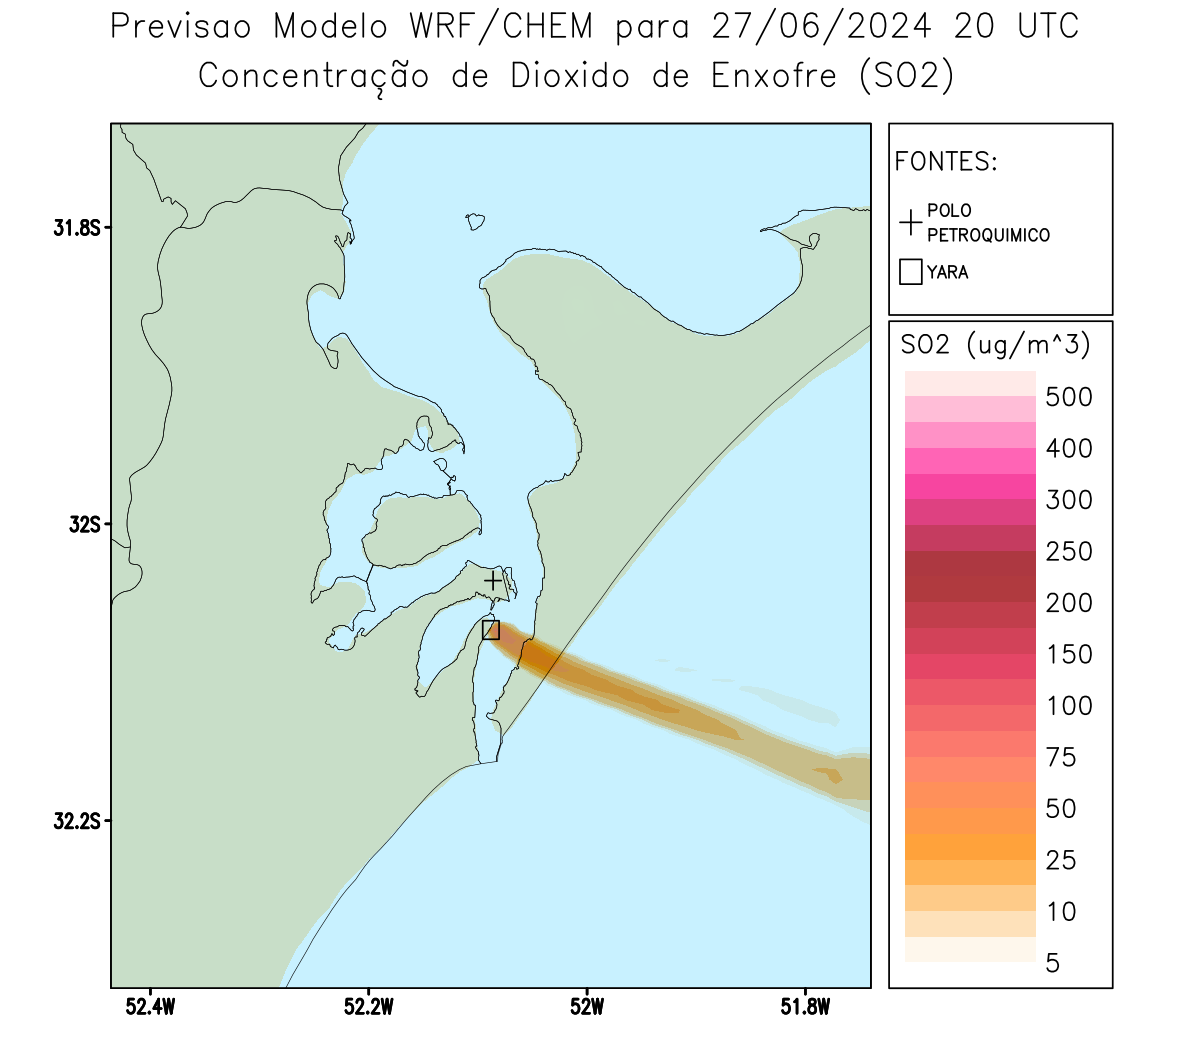 Previsao Modelo WRF/CHEM para 27/06/2024 20 UTC
Concentração de Dioxido de Enxofre (SO2)
FONTES:
POLO
PETROQUIMICO
YARA
31.8S
32S
32.2S
52.4W
52.2W
52W
51.8W
SO2 (ug/m^3)
500
400
300
250
200
150
100
75
50
25
10
5